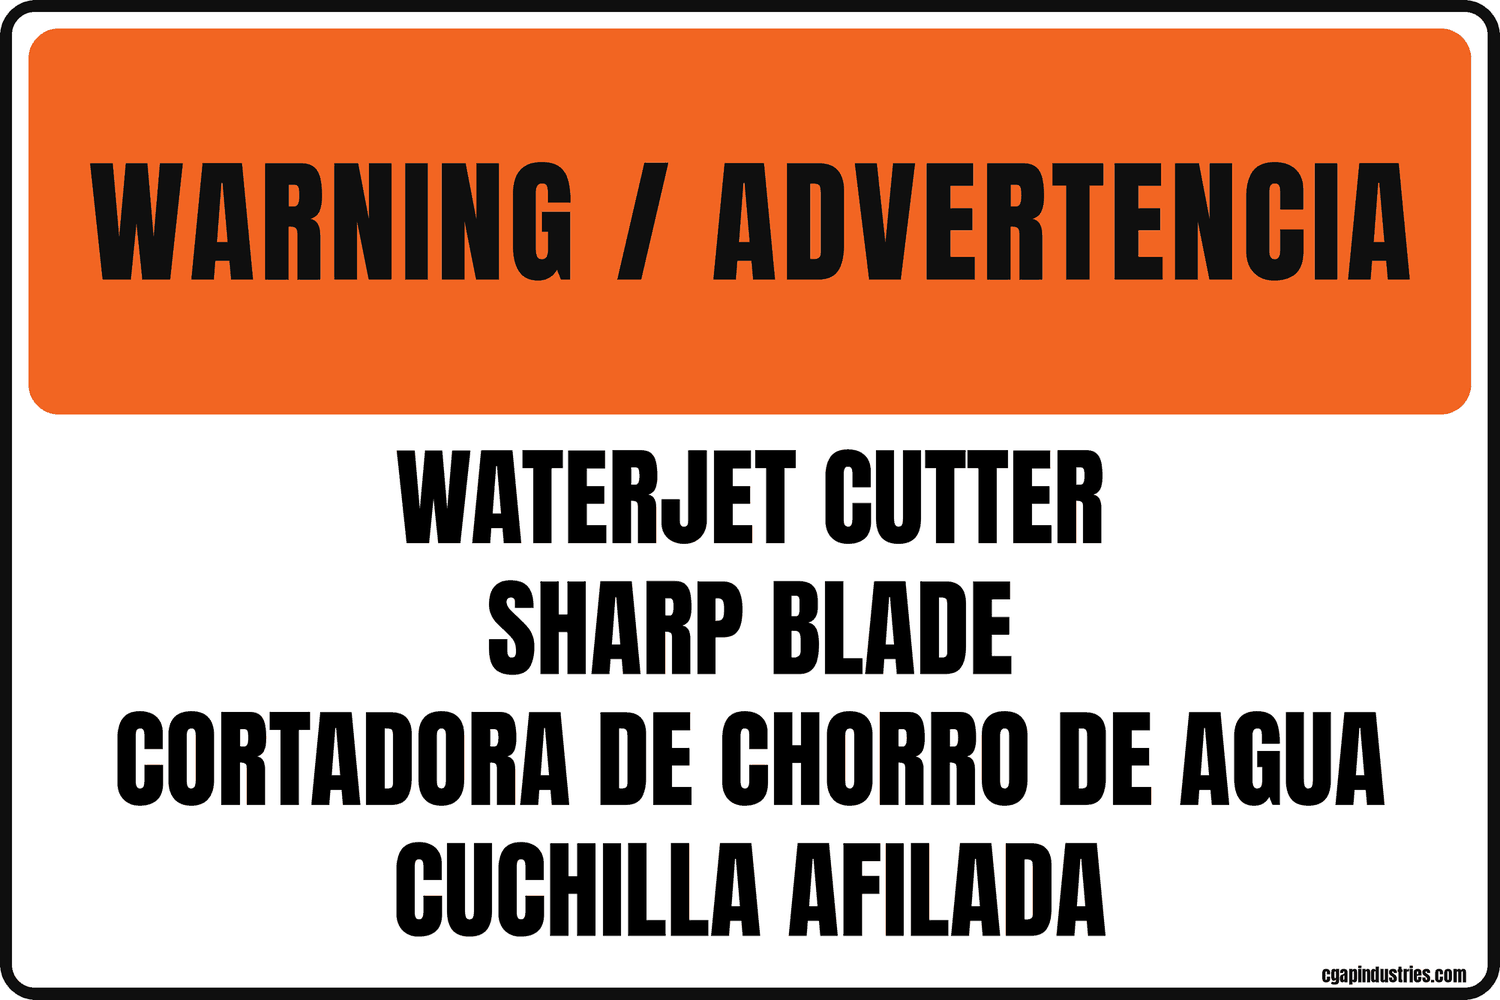 WARNING / ADVERTENCIA
WATERJET CUTTER
SHARP BLADE
CORTADORA DE CHORRO DE AGUA
CUCHILLA AFILADA
cgapindustries.com